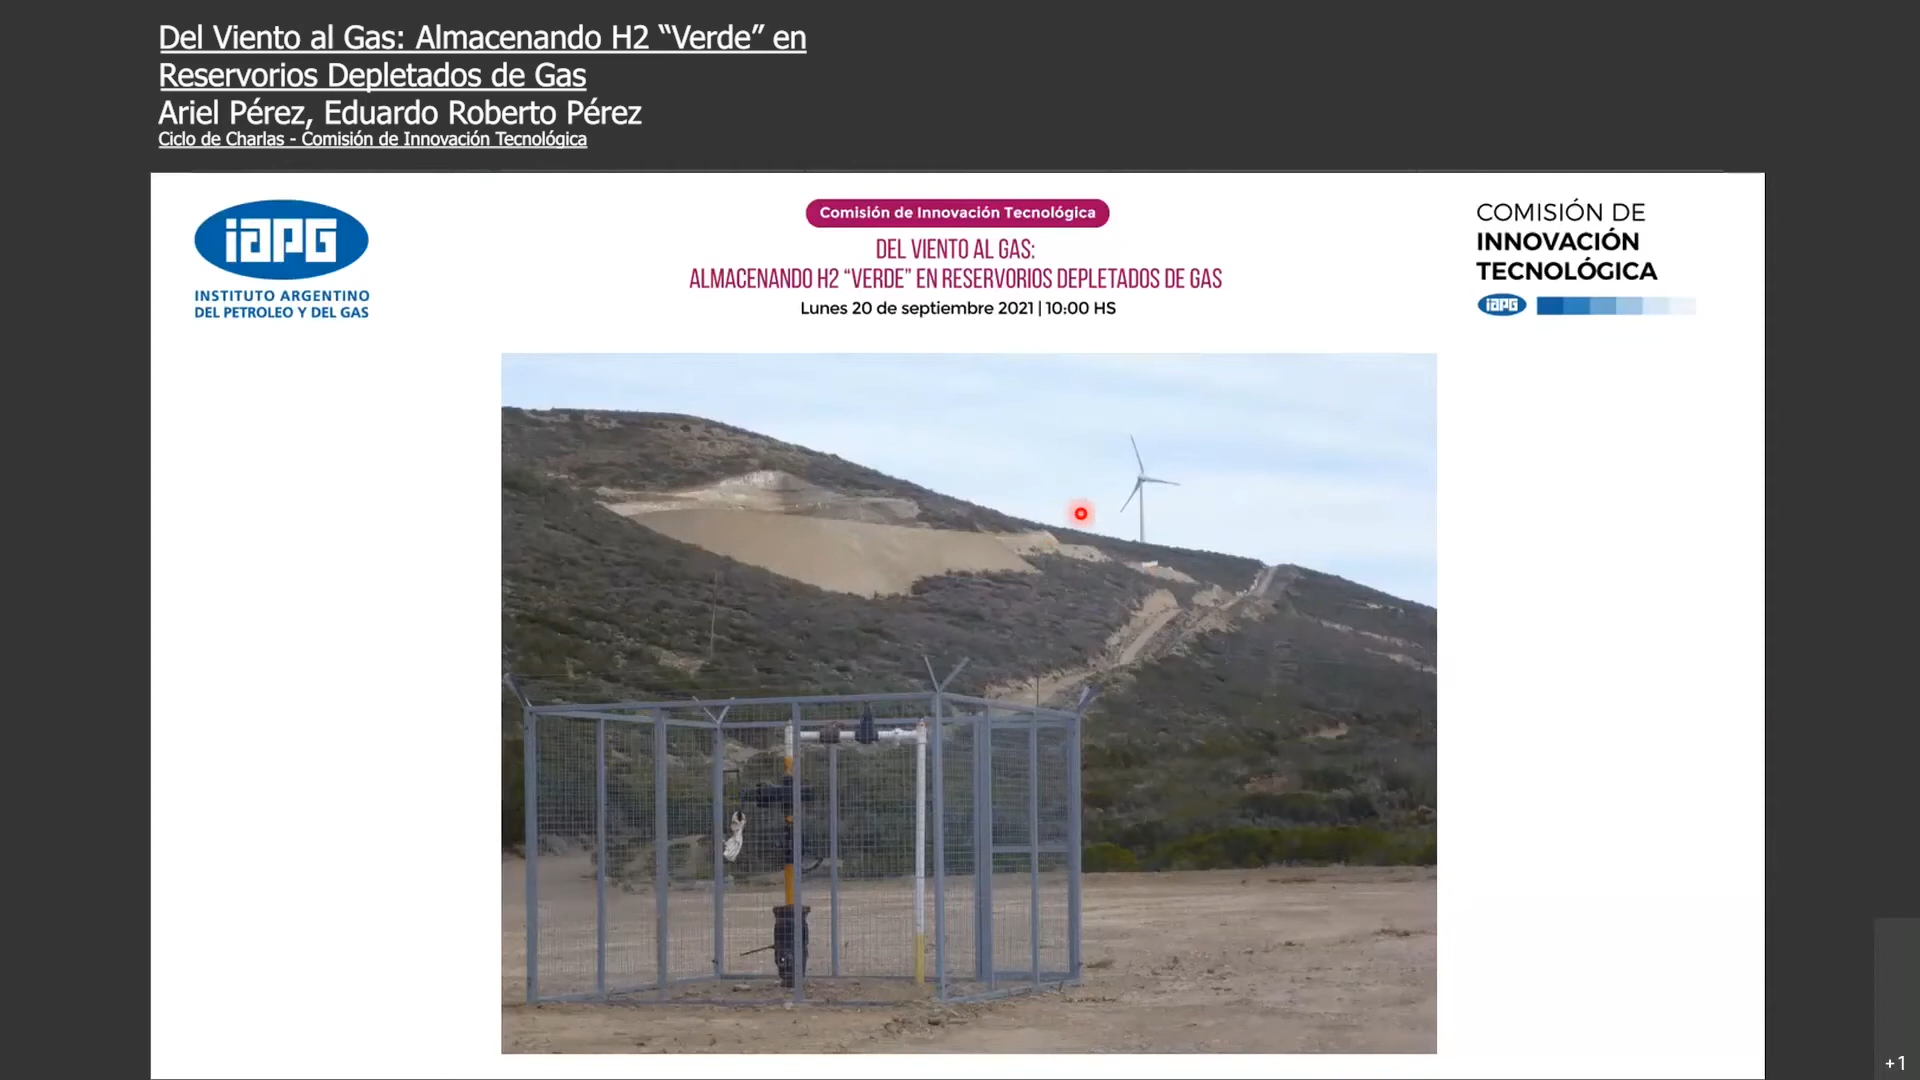 Del Viento al Gas: Almacenando H2 “Verde” en
Reservorios Depletados de Gas
Ariel Pérez, Eduardo Roberto Pérez
Ciclo de Charlas - Comisión de Innovación Tecnológica
iapg
INSTITUTO ARGENTINO
DEL PETROLEO Y DEL GAS
Comisión de Innovación Tecnológica
DEL VIENTO AL GAS:
ALMACENANDO H2 “VERDE” EN RESERVORIOS DEPLETADOS DE GAS
Lunes 20 de septiembre 2021 | 10:00 HS
COMISIÓN DE
INNOVACIÓN
TECNOLÓGICA
iapg
+1